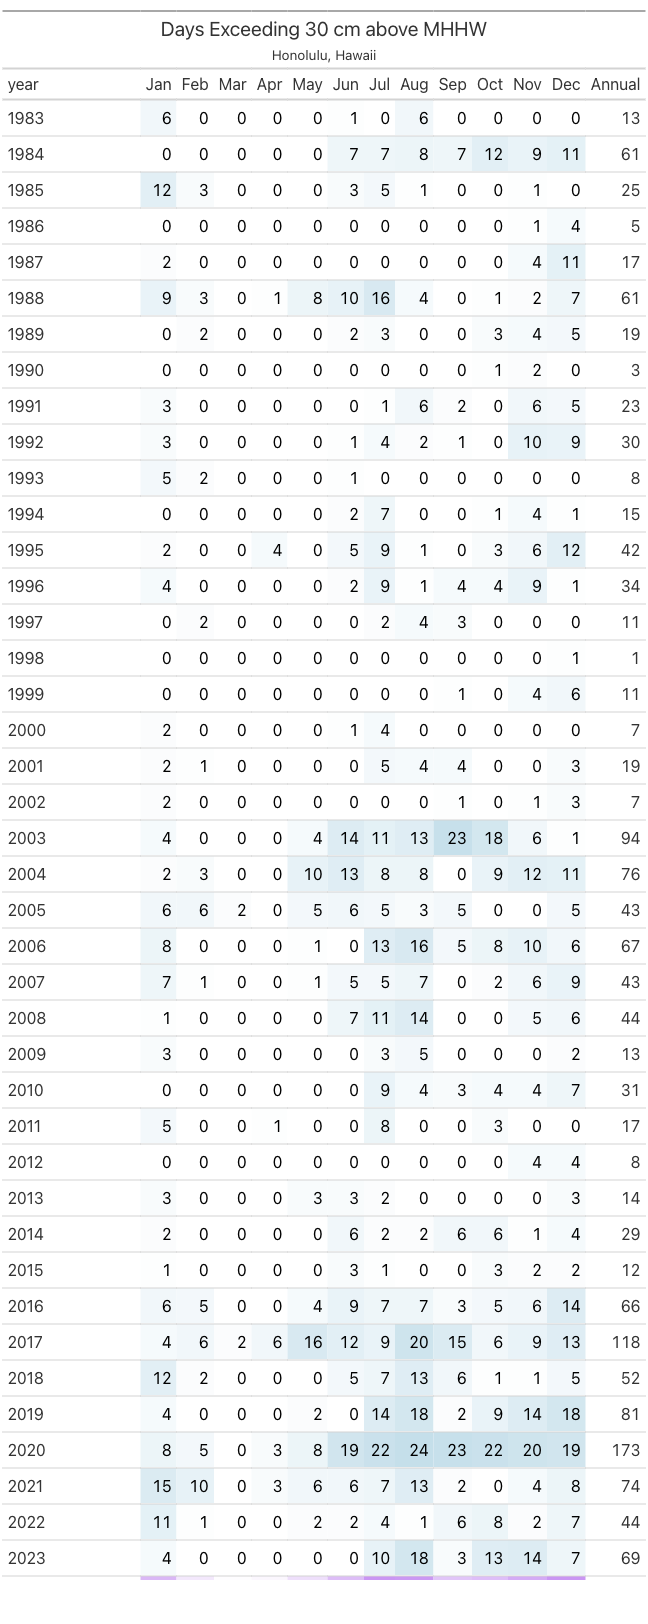 Days Exceeding 30 cm above MHHW
Honolulu, Hawaii
year Jan Feb Mar Apr May Jun Jul Aug Sep Oct Nov Dec Annual
1983 6 0 0 0 0 1 0 6 0 0 0 0 13
1984 0 0 0 0 0 7 7 8 7 12 9 11 61
1985 12 3 0 0 0 3 5 1 0 0 1 0 25
1986 0 0 0 0 0 0 0 0 0 0 1 4 5
1987 2 0 0 0 0 0 0 0 0 0 4 11 17
1988 9 3 0 1 8 10 16 4 0 1 2 7 61
1989 0 2 0 0 0 2 3 0 0 3 4 5 19
1990 0 0 0 0 0 0 0 0 0 1 2 0 3
1991 3 0 0 0 0 0 1 6 2 0 6 5 23
1992 3 0 0 0 0 1 4 2 1 0 10 9 30
1993 5 2 0 0 0 1 0 0 0 0 0 0 8
1994 0 0 0 0 0 2 7 0 0 1 4 1 15
1995 2 0 0 4 0 5 9 1 0 3 6 12 42
1996 4 0 0 0 0 2 9 1 4 4 9 1 34
1997 0 2 0 0 0 0 2 4 3 0 0 0 11
1998 0 0 0 0 0 0 0 0 0 0 0 1 1
1999 0 0 0 0 0 0 0 0 1 0 4 6 11
2000 2 0 0 0 0 1 4 0 0 0 0 0 7
2001 2 1 0 0 0 0 5 4 4 0 0 3 19
2002 2 0 0 0 0 0 0 0 1 0 1 3 7
2003 4 0 0 0 4 14 11 13 23 18 6 1 94
2004 2 3 0 0 10 13 8 8 0 9 12 11 76
2005 6 6 2 0 5 6 5 3 5 0 0 5 43
2006 8 0 0 0 1 0 13 16 5 8 10 6 67
2007 7 1 0 0 1 5 5 7 0 2 6 9 43
2008 1 0 0 0 0 7 11 14 0 0 5 6 44
2009 3 0 0 0 0 0 3 5 0 0 0 2 13
2010 0 0 0 0 0 0 9 4 3 4 4 7 31
2011 5 0 0 1 0 0 8 0 0 3 0 0 17
2012 0 0 0 0 0 0 0 0 0 0 4 4 8
2013 3 0 0 0 3 3 2 0 0 0 0 3 14
2014 2 0 0 0 0 6 2 2 6 6 1 4 29
2015 1 0 0 0 0 3 1 0 0 3 2 2 12
2016 6 5 0 0 4 9 7 7 3 5 6 14 66
2017 4 6 2 6 16 12 9 20 15 6 9 13 118
2018 12 2 0 0 0 5 7 13 6 1 1 5 52
2019 4 0 0 0 2 0 14 18 2 9 14 18 81
2020 8 5 0 3 8 19 22 24 23 22 20 19 173
2021 15 10 0 3 6 6 7 13 2 0 4 8 74
2022 11 1 0 0 2 2 4 1 6 8 2 7 44
2023 4 0 0 0 0 0 10 18 3 13 14 7 69